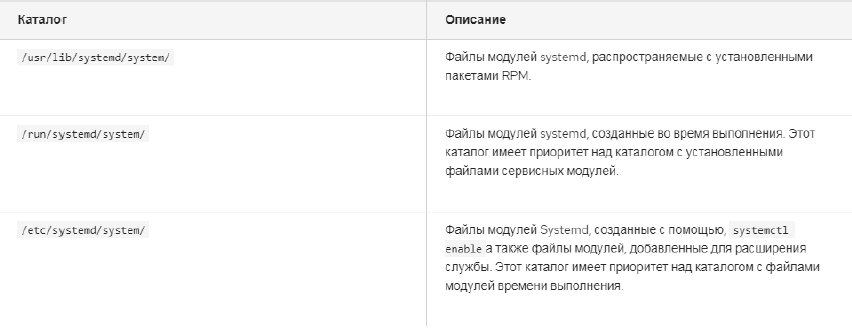 Каталог Описание
/usr/lib/systemd/system/ Файлы модулей systemd, распространяемые с установленными
пакетами RPM.
/run/systemd/system/ Файлы модулей systemd, созданные во время выполнения. Этот
каталог имеет приоритет над каталогом с установленными
файлами сервисных модулей.
/etc/systemd/system/ Файлы модулей Systemd, созданные с помощью, systemctl
enable а также файлы модулей, добавленные для расширения
службы. Этот каталог имеет приоритет над каталогом с файлами
модулей времени выполнения.